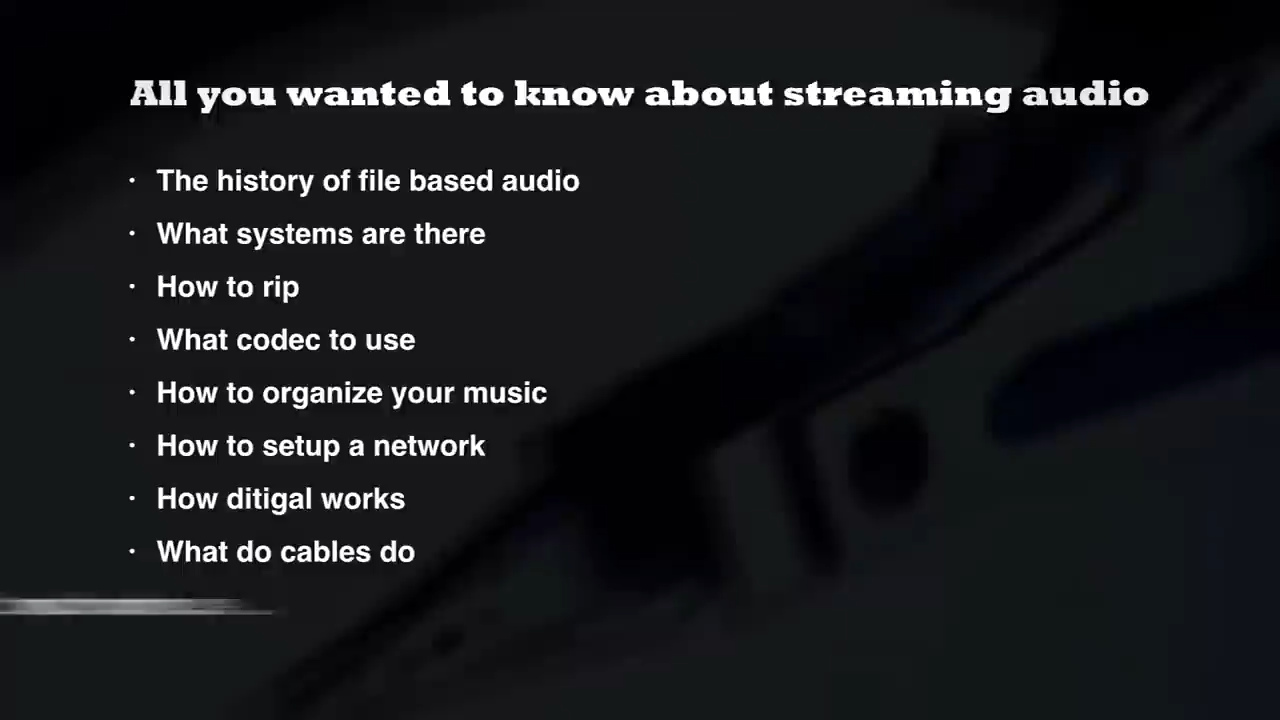 All you wanted to know about streaming audio
· The history of file based audio
· What systems are there
· How to rip
· What codec to use
· How to organize your music
· How to setup a network
· How ditigal works
· What do cables do